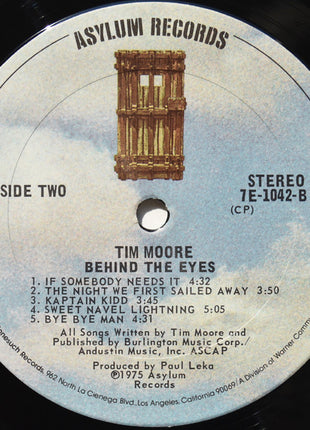 ASYLUM RECORDS
SIDE TWO
STEREO
7E-1042-B
(CP)
TIM MOORE
BEHIND THE EYES
1. IF SOMEBODY NEEDS IT 4:32
2. THE NIGHT WE FIRST SAILED AWAY 3:50
3. KAPTAIN KIDD 3:45
4. SWEET NAVEL LIGHTNING 5:05
5. BYE BYE MAN 4:31
All Songs Written by Tim Moore and
Published by Burlington Music Corp./
Andustin Music, Inc. ASCAP
Produced by Paul Leka
℗1975 Asylum
Records
Records, 962 North La Cienega Blvd., Los Angeles, California 90069 / A Division of Warner